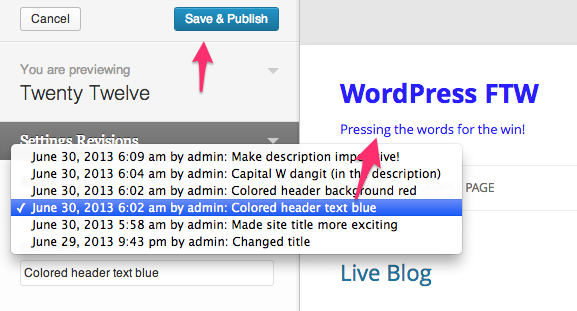 Cancel
Save & Publish
You are previewing
Twenty Twelve
Settings Revisions
June 30, 2013 6:09 am by admin: Make description ive!
June 30, 2013 6:04 am by admin: Capital W dangit (in the description)
June 30, 2013 6:02 am by admin: Colored header background red
✓ June 30, 2013 6:02 am by admin: Colored header text blue
June 30, 2013 5:58 am by admin: Made site title more exciting
June 29, 2013 9:43 pm by admin: Changed title
Colored header text blue
WordPress FTW
Pressing the words for the win!
PAGE
Live Blog